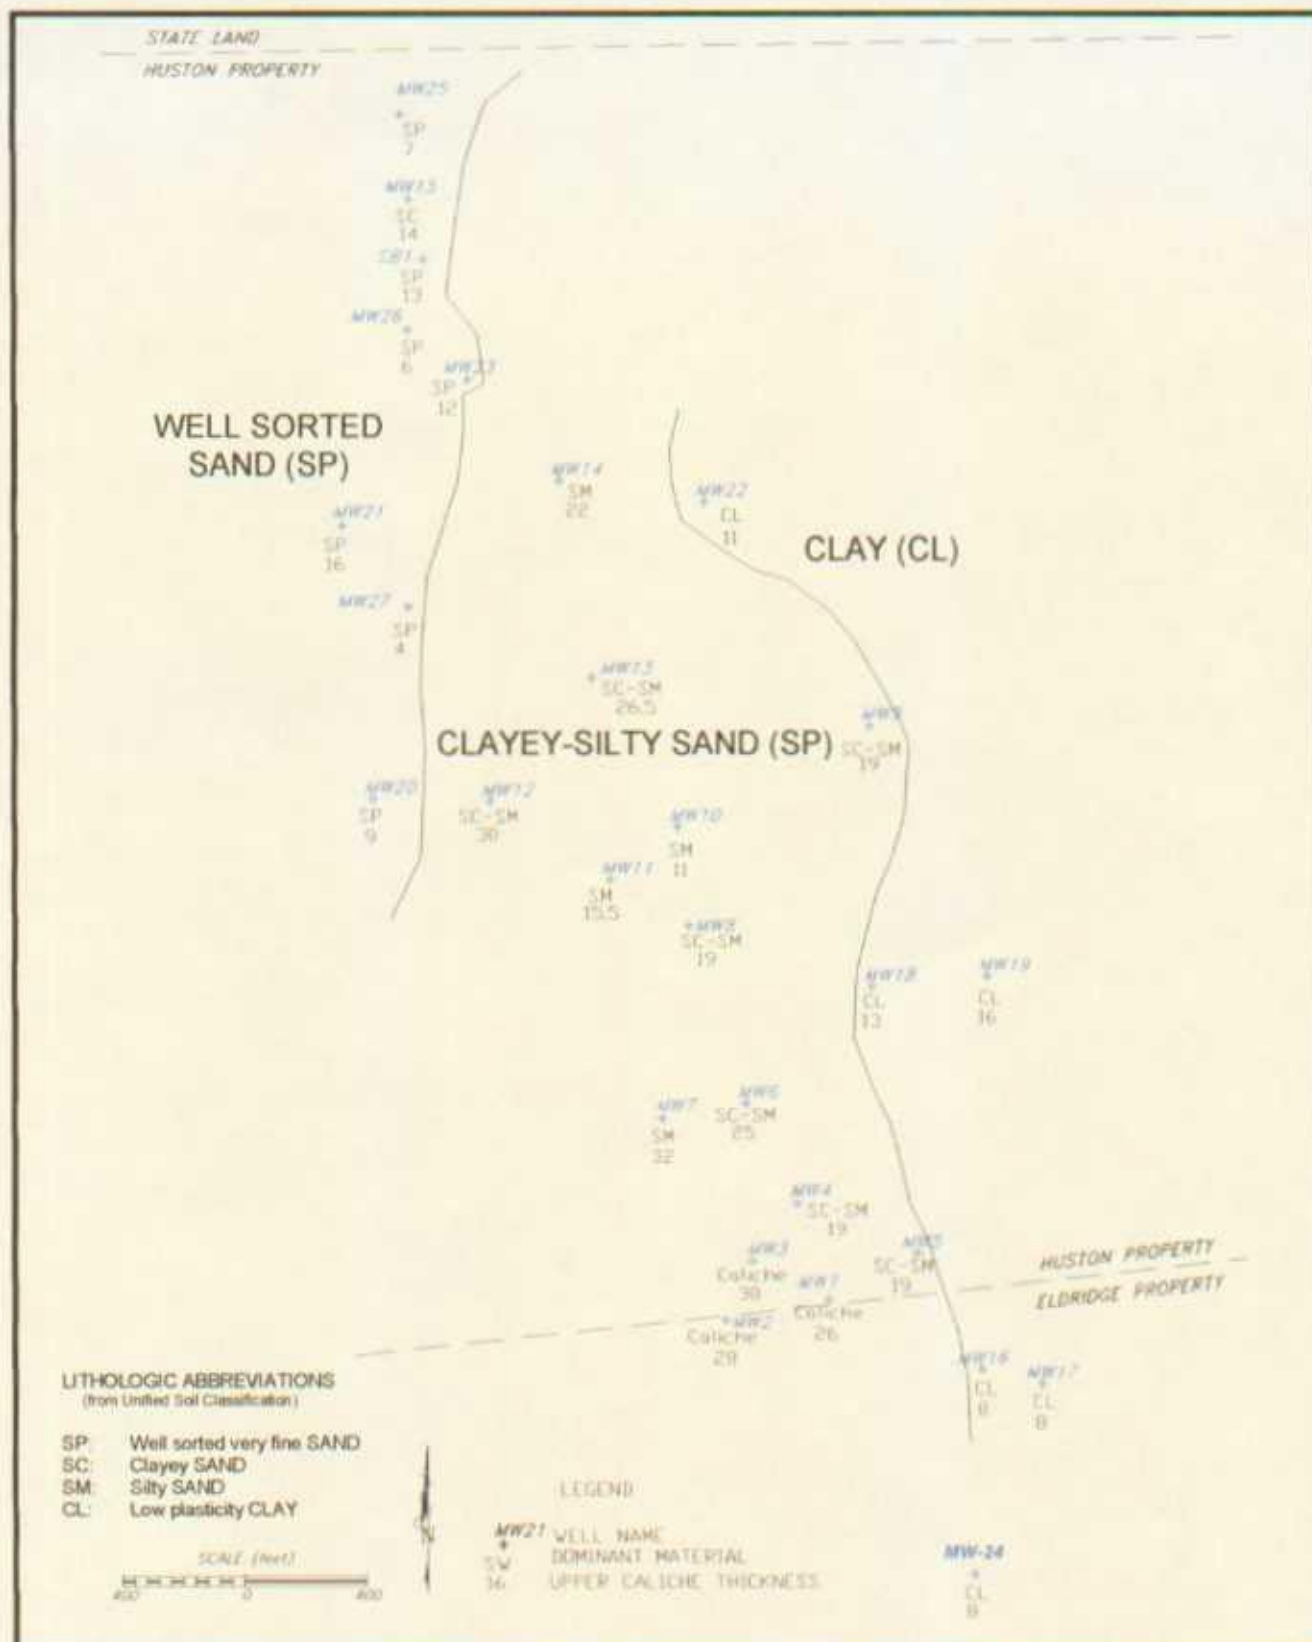 STATE LAND
HUSTON PROPERTY
MW25
SP
7
SC
14
SB1
SP
13
MW26
SP
6
MW23
SP
12
WELL SORTED
SAND (SP)
MW14
SM
22
MW22
CL
11
CLAY (CL)
MW21
SP
16
MW27
SP
4
SC-SM
26.5
CLAYEY-SILTY SAND (SP)
MW9
SC-SM
19
MW20
SP
9
MW12
SC-SM
30
MW10
SM
11
MW11
SM
15.5
MW8
SC-SM
19
MW18
CL
13
MW19
CL
16
MW7
SM
32
MW6
SC-SM
25
MW4
SC-SM
19
MW3
Caliche
30
MW1
Caliche
26
MW5
SC-SM
19
HUSTON PROPERTY
ELDRIDGE PROPERTY
MW2
Caliche
MW16
CL
8
MW17
CL
8
LITHOLOGIC ABBREVIATIONS
(from Unified Soil Classification)
SP: Well sorted very fine SAND
SC: Clayey SAND
SM: Silty SAND
CL: Low plasticity CLAY
SCALE (feet)
400 0 400
N
LEGEND
MW21 WELL NAME
SW DOMINANT MATERIAL
16 UPPER CALICHE THICKNESS
MW-24
CL
8